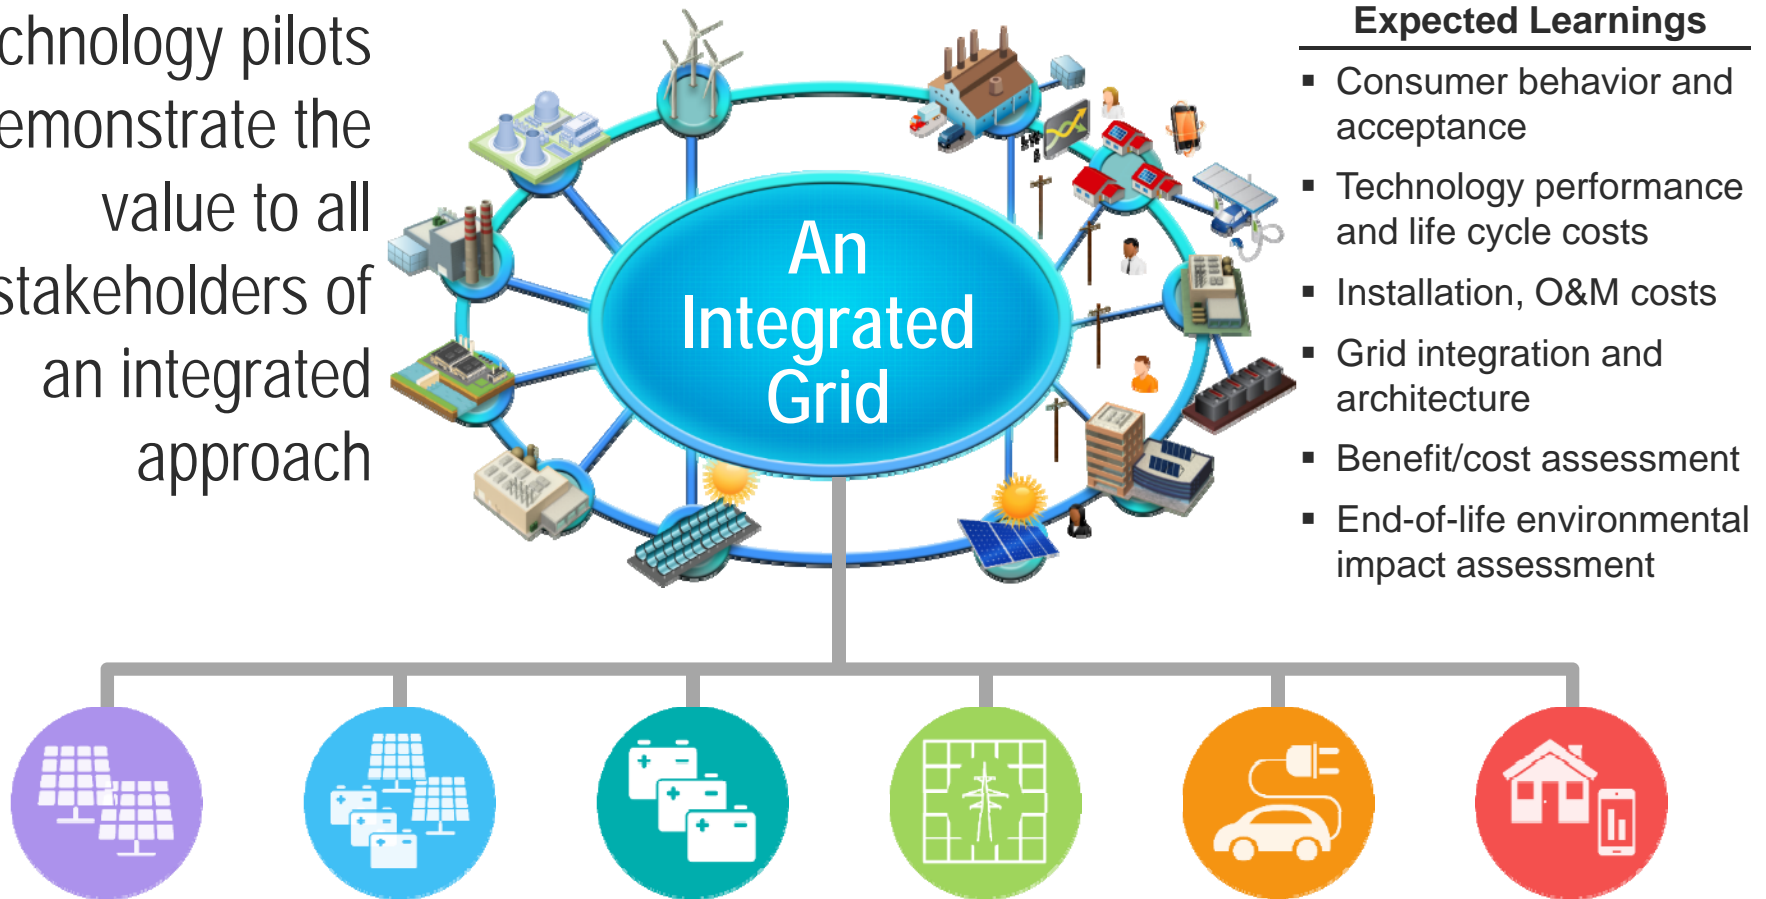 chnology pilots
emonstrate the
value to all
stakeholders of
an integrated
approach
An
Integrated
Grid
Expected Learnings
▪ Consumer behavior and
acceptance
▪ Technology performance
and life cycle costs
▪ Installation, O&M costs
▪ Grid integration and
architecture
▪ Benefit/cost assessment
▪ End-of-life environmental
impact assessment